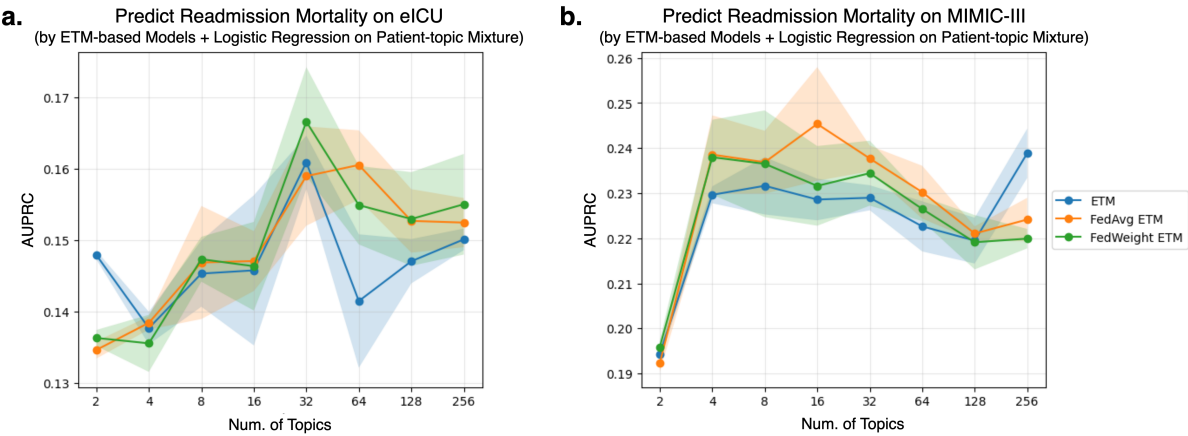 a.
Predict Readmission Mortality on eICU
(by ETM-based Models + Logistic Regression on Patient-topic Mixture)
0.17
0.16
0.15
0.14
0.13
AUPRC
2 4 8 16 32 64 128 256
Num. of Topics
b.
Predict Readmission Mortality on MIMIC-III
(by ETM-based Models + Logistic Regression on Patient-topic Mixture)
0.26
0.25
0.24
0.23
0.22
0.21
0.20
0.19
AUPRC
2 4 8 16 32 64 128 256
Num. of Topics
ETM
FedAvg ETM
FedWeight ETM